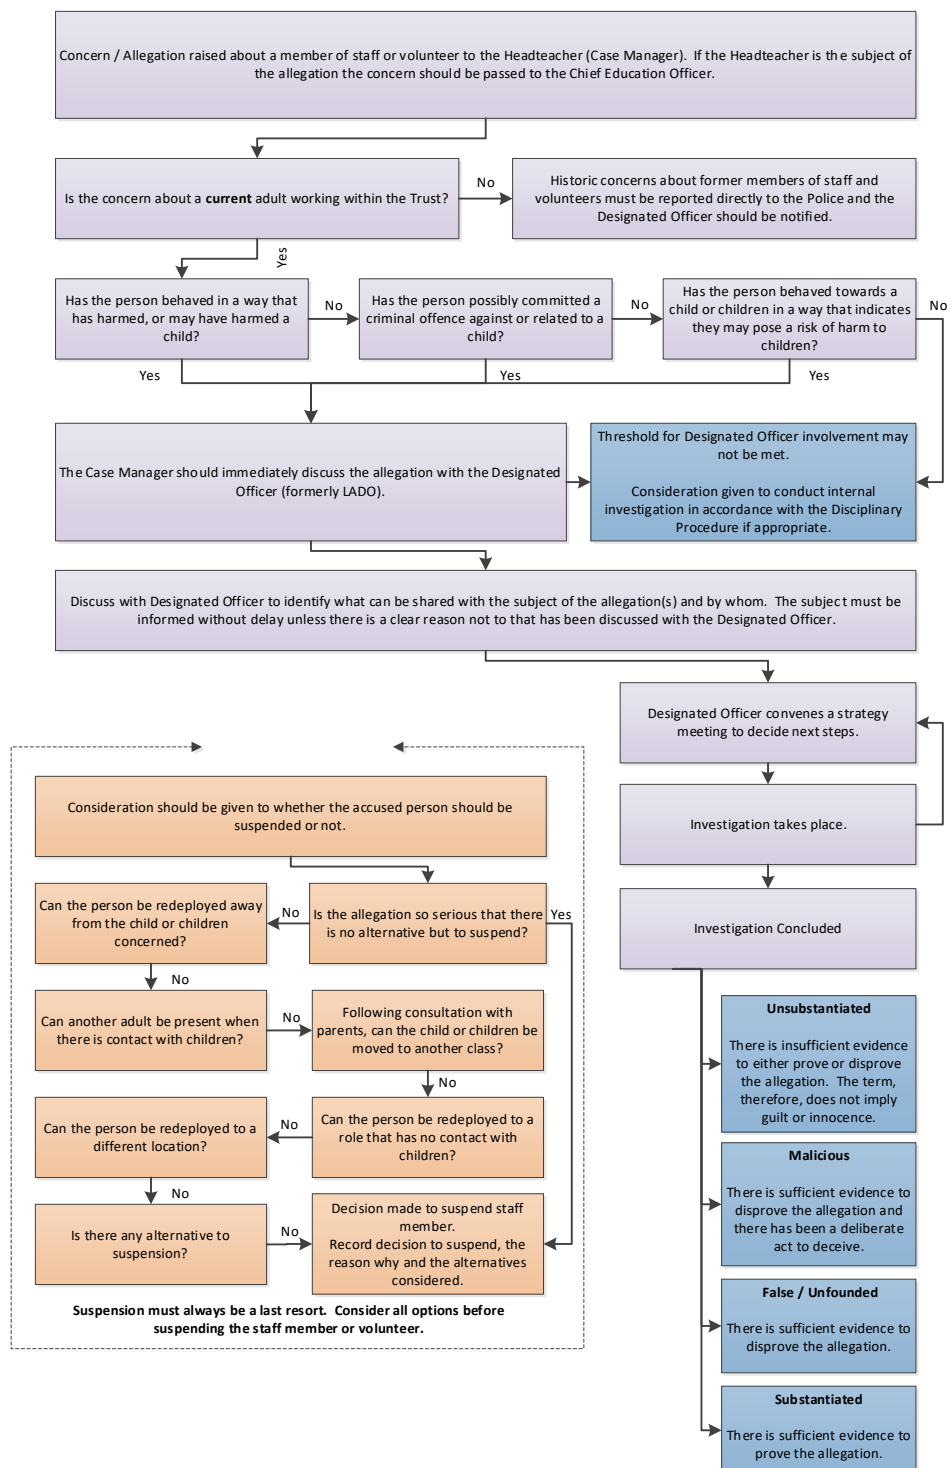 Concern / Allegation raised about a member of staff or volunteer to the Headteacher (Case Manager).  If the Headteacher is the subject of
the allegation the concern should be passed to the Chief Education Officer.
Is the concern about a current adult working within the Trust?
No
Historic concerns about former members of staff and
volunteers must be reported directly to the Police and the
Designated Officer should be notified.
Yes
Has the person behaved in a way that
has harmed, or may have harmed a
child?
No
Has the person possibly committed a
criminal offence against or related to a
child?
No
Has the person behaved towards a
child or children in a way that indicates
they may pose a risk of harm to
children?
No
Yes
Yes
Yes
The Case Manager should immediately discuss the allegation with the Designated
Officer (formerly LADO).
Threshold for Designated Officer involvement may
not be met.
Consideration given to conduct internal
investigation in accordance with the Disciplinary
Procedure if appropriate.
Discuss with Designated Officer to identify what can be shared with the subject of the allegation(s) and by whom.  The subject must be
informed without delay unless there is a clear reason not to that has been discussed with the Designated Officer.
Designated Officer convenes a strategy
meeting to decide next steps.
Investigation takes place.
Investigation Concluded
Unsubstantiated
There is insufficient evidence
to either prove or disprove
the allegation.  The term,
therefore, does not imply
guilt or innocence.
Malicious
There is sufficient evidence to
disprove the allegation and
there has been a deliberate
act to deceive.
False / Unfounded
There is sufficient evidence to
disprove the allegation.
Substantiated
There is sufficient evidence to
prove the allegation.
Consideration should be given to whether the accused person should be
suspended or not.
Is the allegation so serious that there
is no alternative but to suspend?
Yes
No
Can the person be redeployed away
from the child or children
concerned?
No
Can another adult be present when
there is contact with children?
No
Following consultation with
parents, can the child or children be
moved to another class?
No
Can the person be redeployed to a
role that has no contact with
children?
No
Can the person be redeployed to a
different location?
No
Is there any alternative to
suspension?
No
Decision made to suspend staff
member.
Record decision to suspend, the
reason why and the alternatives
considered.
Suspension must always be a last resort.  Consider all options before
suspending the staff member or volunteer.